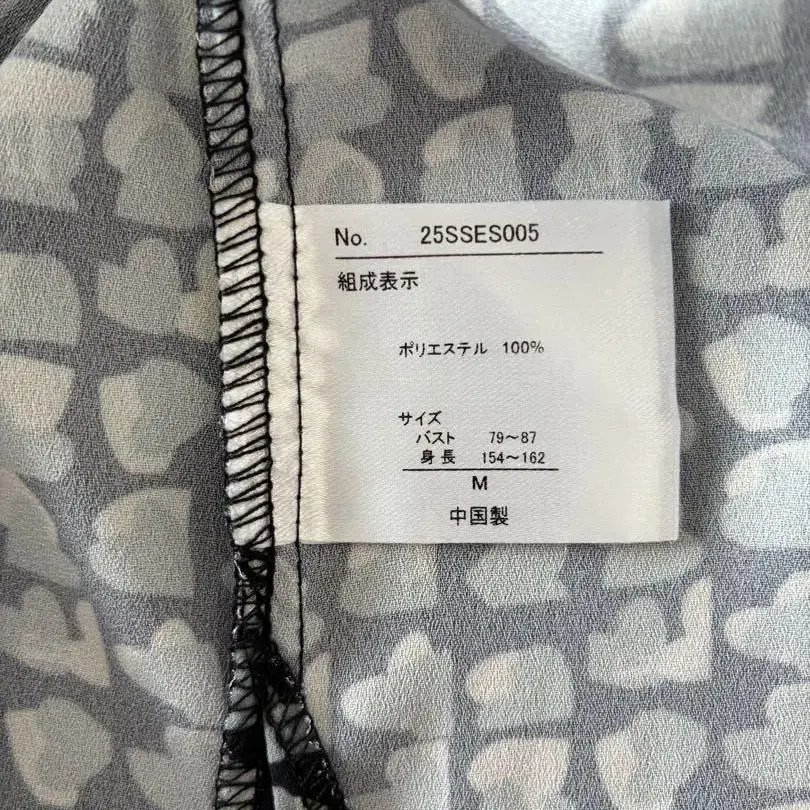 No. 25SSES005
組成表示
ポリエステル 100%
サイズ
バスト 79～87
身長 154～162
M
中国製